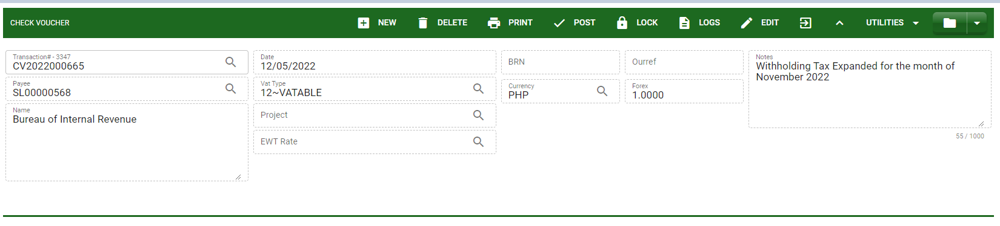 CHECK VOUCHER
NEW
DELETE
PRINT
POST
LOCK
LOGS
EDIT
UTILITIES
Transaction# - 3347
CV2022000665
Payee
SL00000568
Name
Bureau of Internal Revenue
Date
12/05/2022
Vat Type
12~VATABLE
Project
EWT Rate
BRN
Ourref
Currency
PHP
Forex
1.0000
Notes
Withholding Tax Expanded for the month of
November 2022
55 / 1000